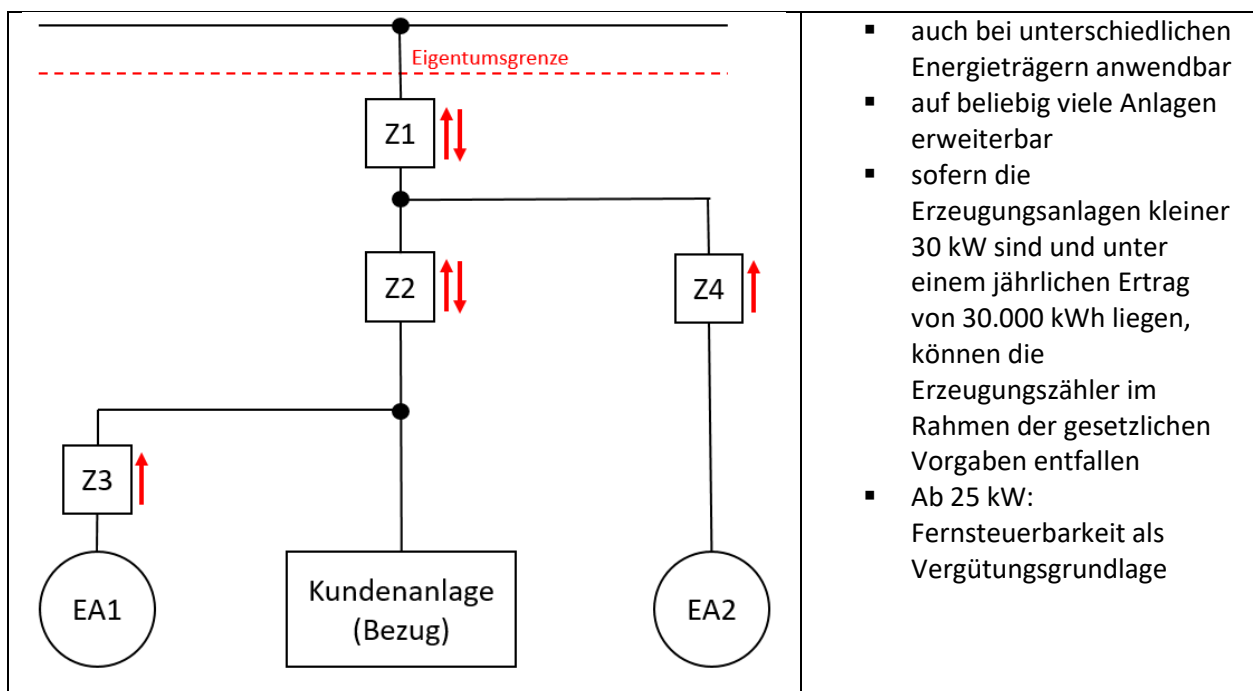 Eigentumsgrenze
Z1
Z2
Z4
Z3
EA1
Kundenanlage
(Bezug)
EA2
▪ auch bei unterschiedlichen
Energieträgern anwendbar
▪ auf beliebig viele Anlagen
erweiterbar
▪ sofern die
Erzeugungsanlagen kleiner
30 kW sind und unter
einem jährlichen Ertrag
von 30.000 kWh liegen,
können die
Erzeugungszähler im
Rahmen der gesetzlichen
Vorgaben entfallen
▪ Ab 25 kW:
Fernsteuerbarkeit als
Vergütungsgrundlage